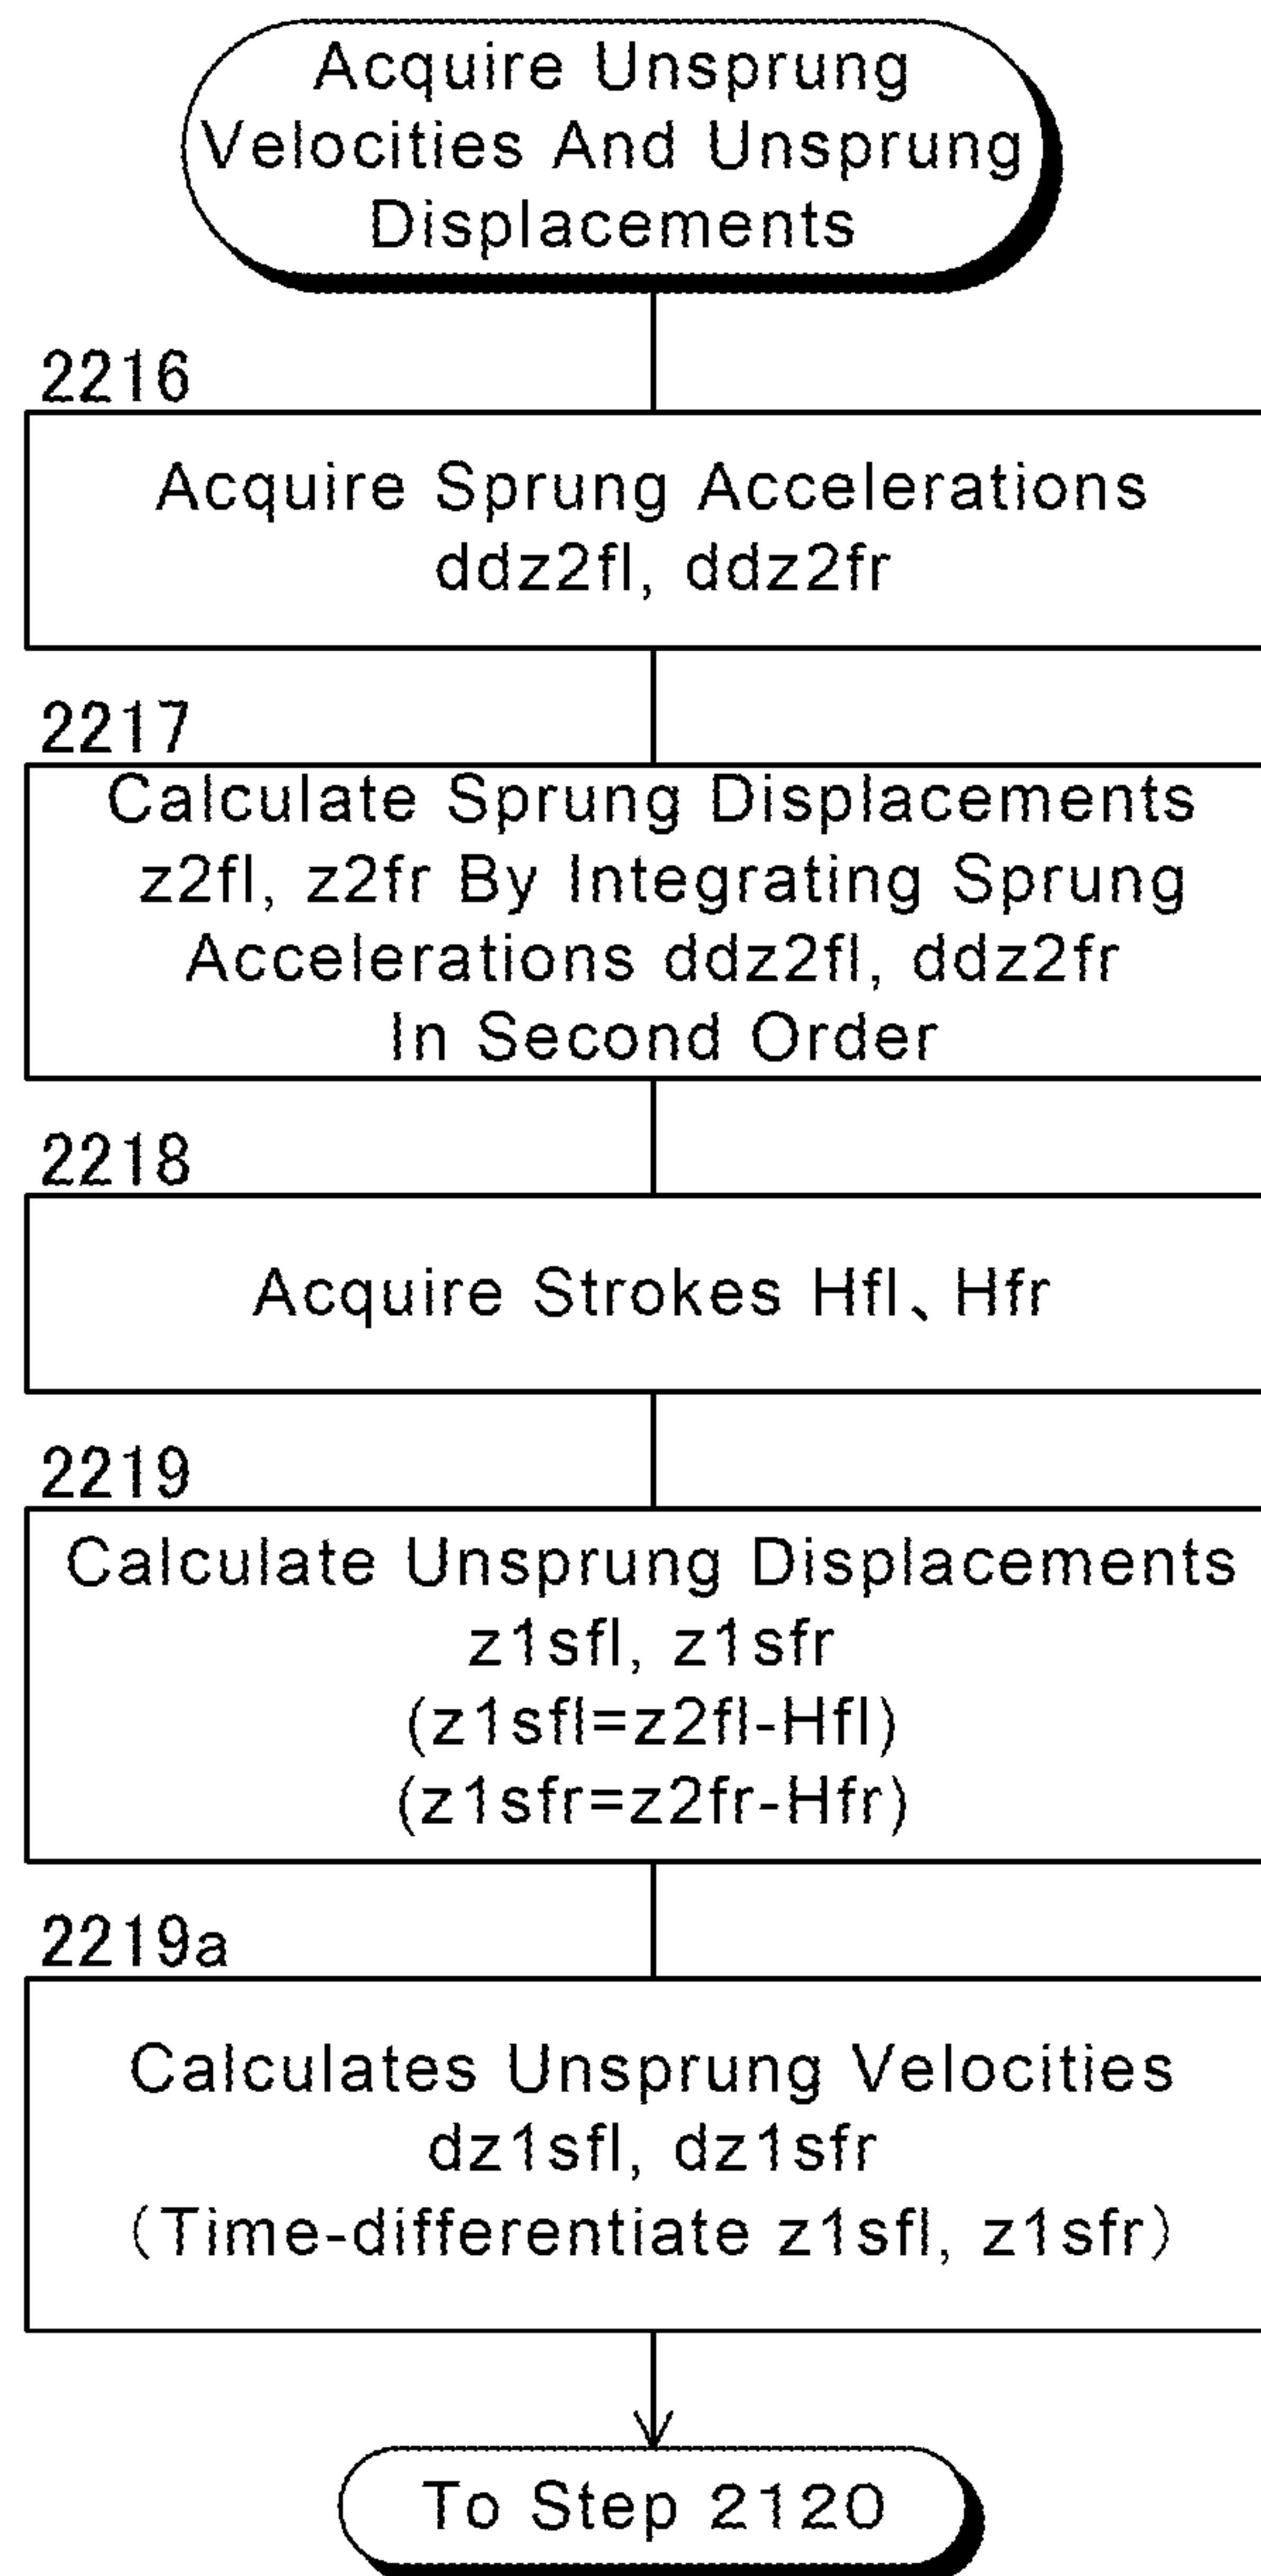 Acquire Unsprung
Velocities And Unsprung
Displacements
2216
Acquire Sprung Accelerations
ddz2fl, ddz2fr
2217
Calculate Sprung Displacements
z2fl, z2fr By Integrating Sprung
Accelerations ddz2fl, ddz2fr
In Second Order
2218
Acquire Strokes Hfl、Hfr
2219
Calculate Unsprung Displacements
z1sfl, z1sfr
(z1sfl=z2fl-Hfl)
(z1sfr=z2fr-Hfr)
2219a
Calculates Unsprung Velocities
dz1sfl, dz1sfr
(Time-differentiate z1sfl, z1sfr)
To Step 2120